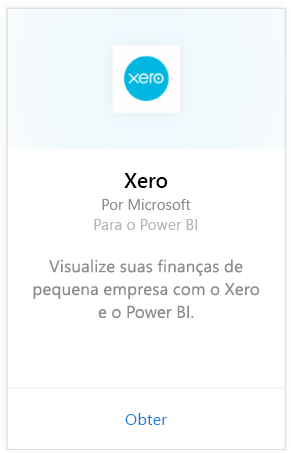 xero
Xero
Por Microsoft
Para o Power BI
Visualize suas finanças de
pequena empresa com o Xero
e o Power BI.
Obter